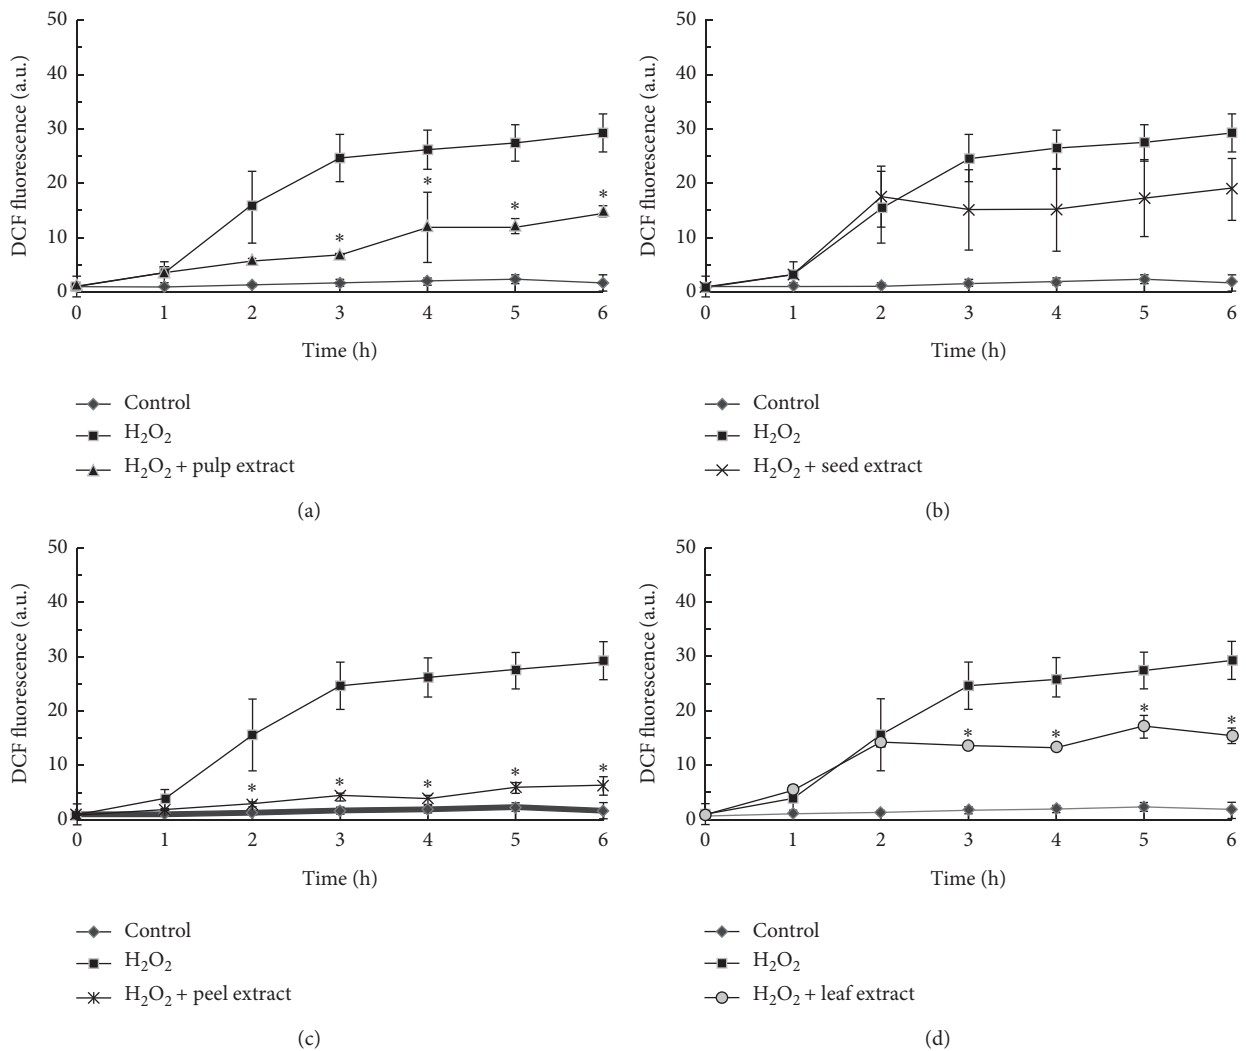 50
40
30
20
10
0
DCF fluorescence (a.u.)
* * * *
0 1 2 3 4 5 6
Time (h)
Control
H₂O₂
H₂O₂ + pulp extract
(a)
50
40
30
20
10
0
DCF fluorescence (a.u.)
0 1 2 3 4 5 6
Time (h)
Control
H₂O₂
H₂O₂ + seed extract
(b)
50
40
30
20
10
0
DCF fluorescence (a.u.)
* * * * *
0 1 2 3 4 5 6
Time (h)
Control
H₂O₂
H₂O₂ + peel extract
(c)
50
40
30
20
10
0
DCF fluorescence (a.u.)
* * * *
0 1 2 3 4 5 6
Time (h)
Control
H₂O₂
H₂O₂ + leaf extract
(d)